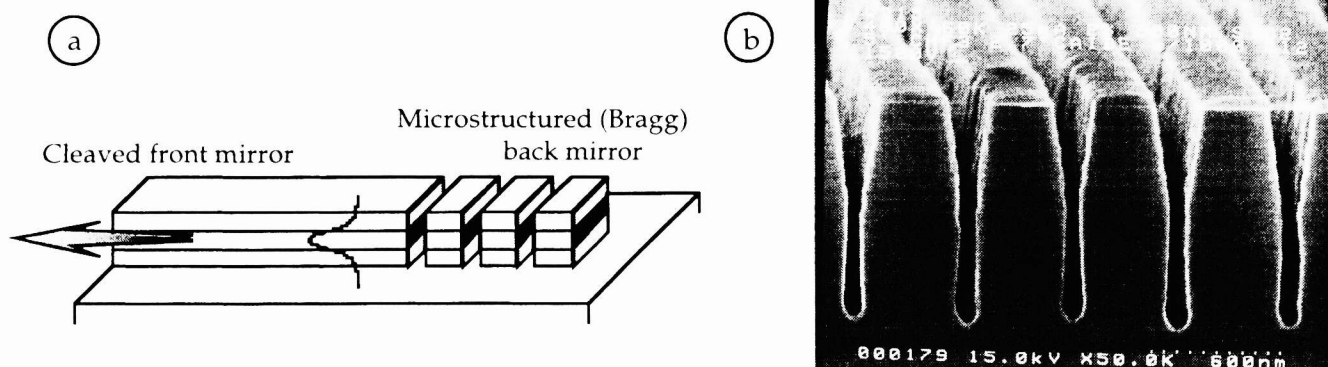 a
b
Microstructured (Bragg)
back mirror
Cleaved front mirror
000179 15.0kV X50.0K 600nm